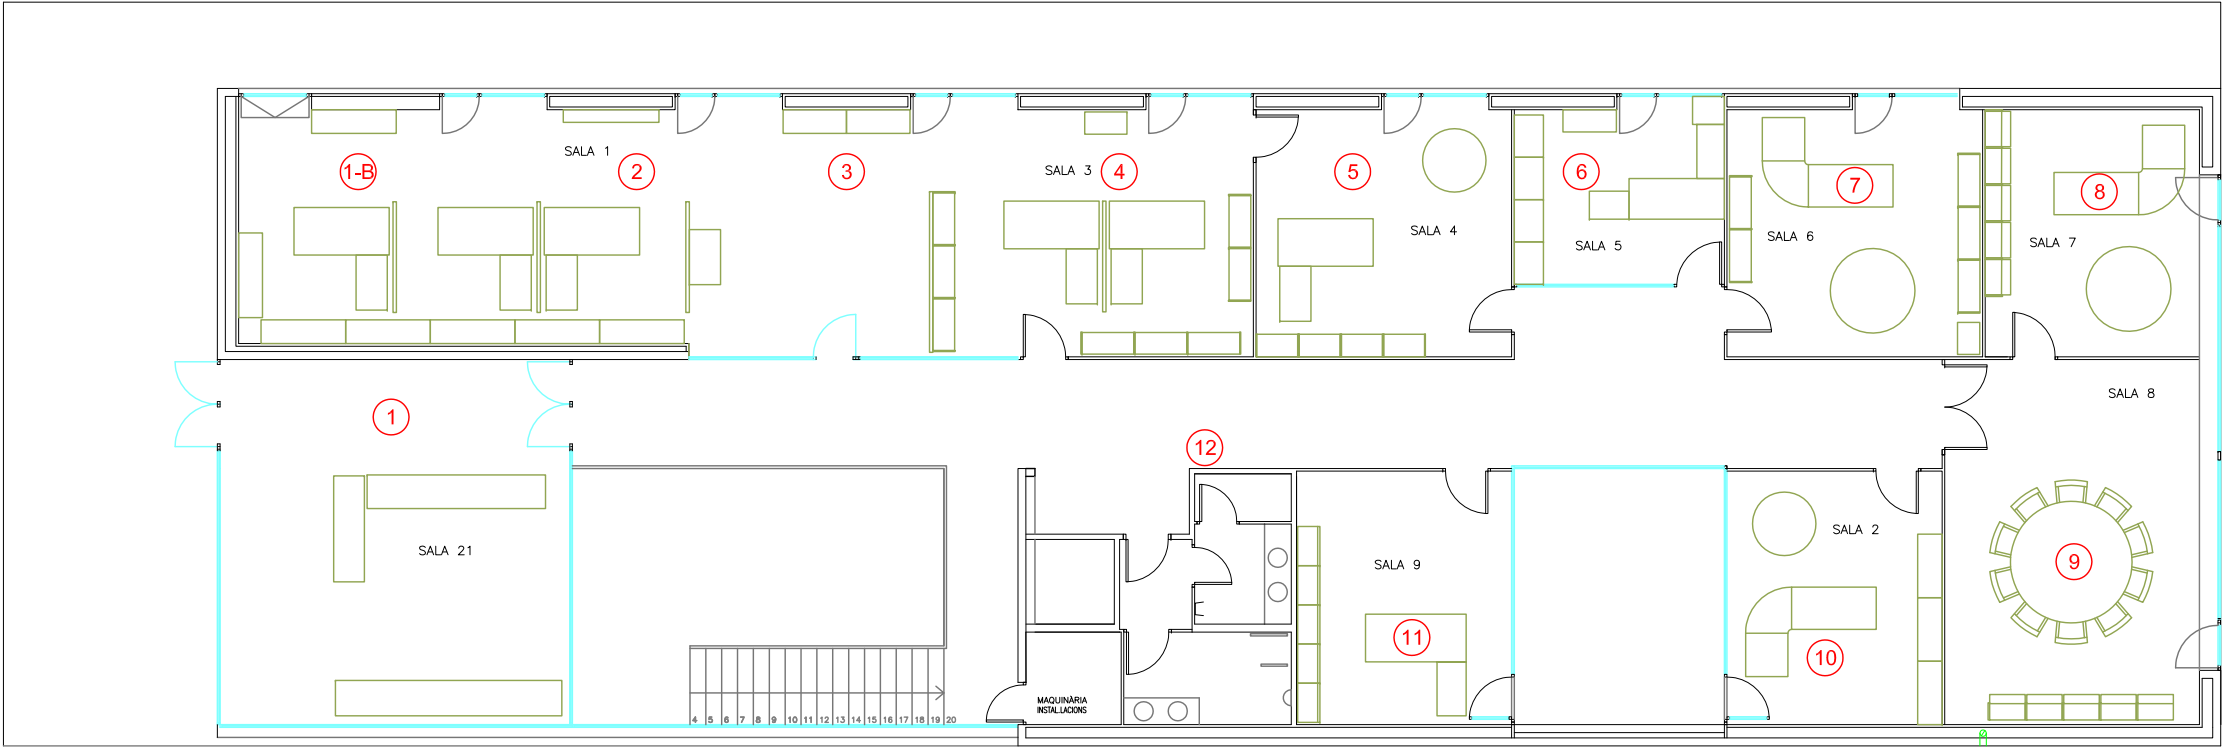 SALA 1
1-B
2
3
SALA 3
4
5
6
7
8
SALA 4
SALA 5
SALA 6
SALA 7
SALA 8
1
12
SALA 21
SALA 9
SALA 2
9
11
10
MAQUINÀRIA
INSTAL.LACIONS
4 5 6 7 8 9 10 11 12 13 14 15 16 17 18 19 20